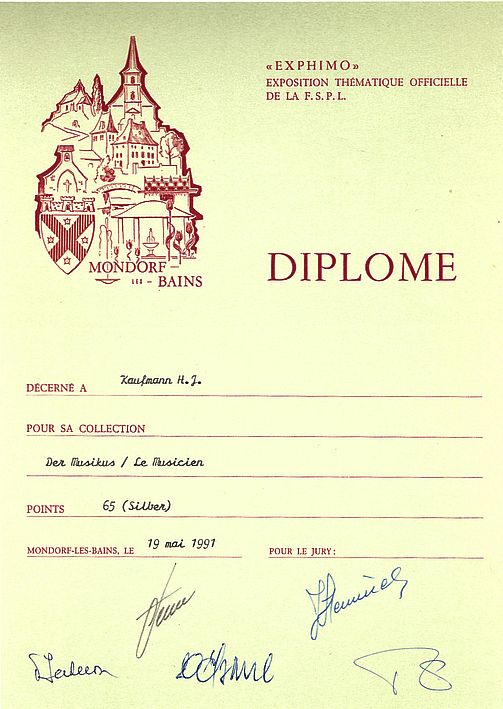 «EXPHIMO»
EXPOSITION THÉMATIQUE OFFICIELLE
DE LA F.S.P.L.
MONDORF –
LES – BAINS
DIPLOME
DÉCERNÉ A Kaufmann H.J.
POUR SA COLLECTION
Der Musikus / Le Musicien
POINTS 65 (Silber)
MONDORF-LES-BAINS, LE 19 mai 1991 POUR LE JURY: